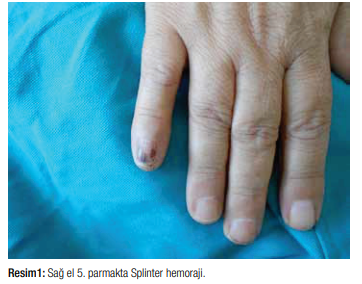 Resim1: Sağ el 5. parmakta Splinter hemoraji.